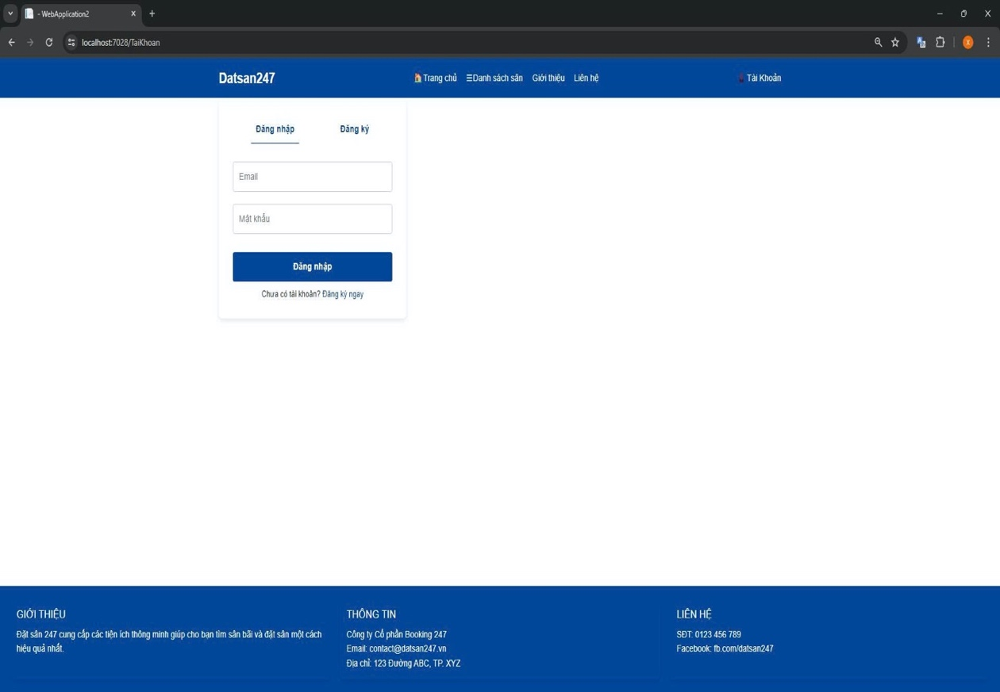 - WebApplication2
localhost:7028/TaiKhoan
Datsan247
Trang chủ
☰Danh sách sân
Giới thiệu
Liên hệ
Tài Khoản
Đăng nhập
Đăng ký
Email
Mật khẩu
Đăng nhập
Chưa có tài khoản? Đăng ký ngay
GIỚI THIỆU
Đặt sân 247 cung cấp các tiện ích thông minh giúp cho bạn tìm sân bãi và đặt sân một cách
hiệu quả nhất.
THÔNG TIN
Công ty Cổ phần Booking 247
Email: contact@datsan247.vn
Địa chỉ: 123 Đường ABC, TP. XYZ
LIÊN HỆ
SĐT: 0123 456 789
Facebook: fb.com/datsan247